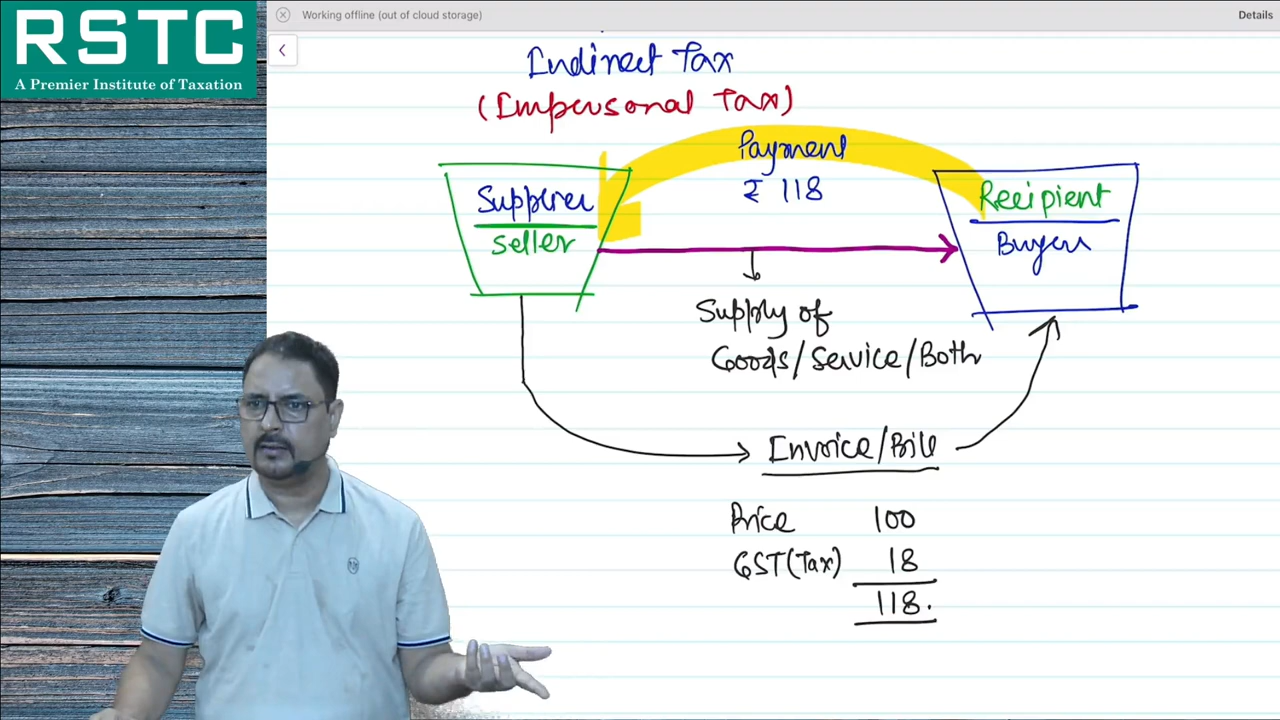 RSTC
A Premier Institute of Taxation
Working offline (out of cloud storage)
Details
Indirect Tax
(Impersonal Tax)
Payment
₹ 118
Supplier
Seller
Recipient
Buyer
Supply of
Goods/Service/Both
Invoice/Bill
Price 100
GST(Tax) 18
118.